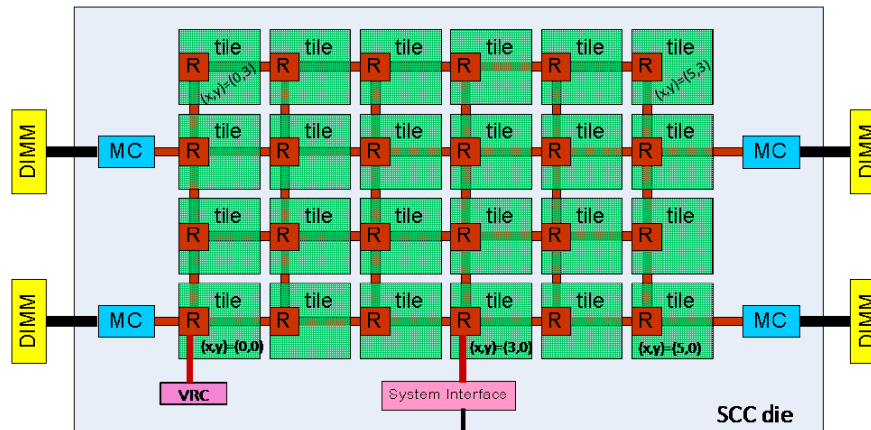 tile tile tile tile tile tile
R R R R R R
(x,y)=(0,3) (x,y)=(5,3)
tile tile tile tile tile tile
DIMM MC R R R R R R MC DIMM
tile tile tile tile tile tile
R R R R R R
tile tile tile tile tile tile
DIMM MC R R R R R R MC DIMM
(x,y)=(0,0) (x,y)=(3,0) (x,y)=(5,0)
VRC System Interface
SCC die